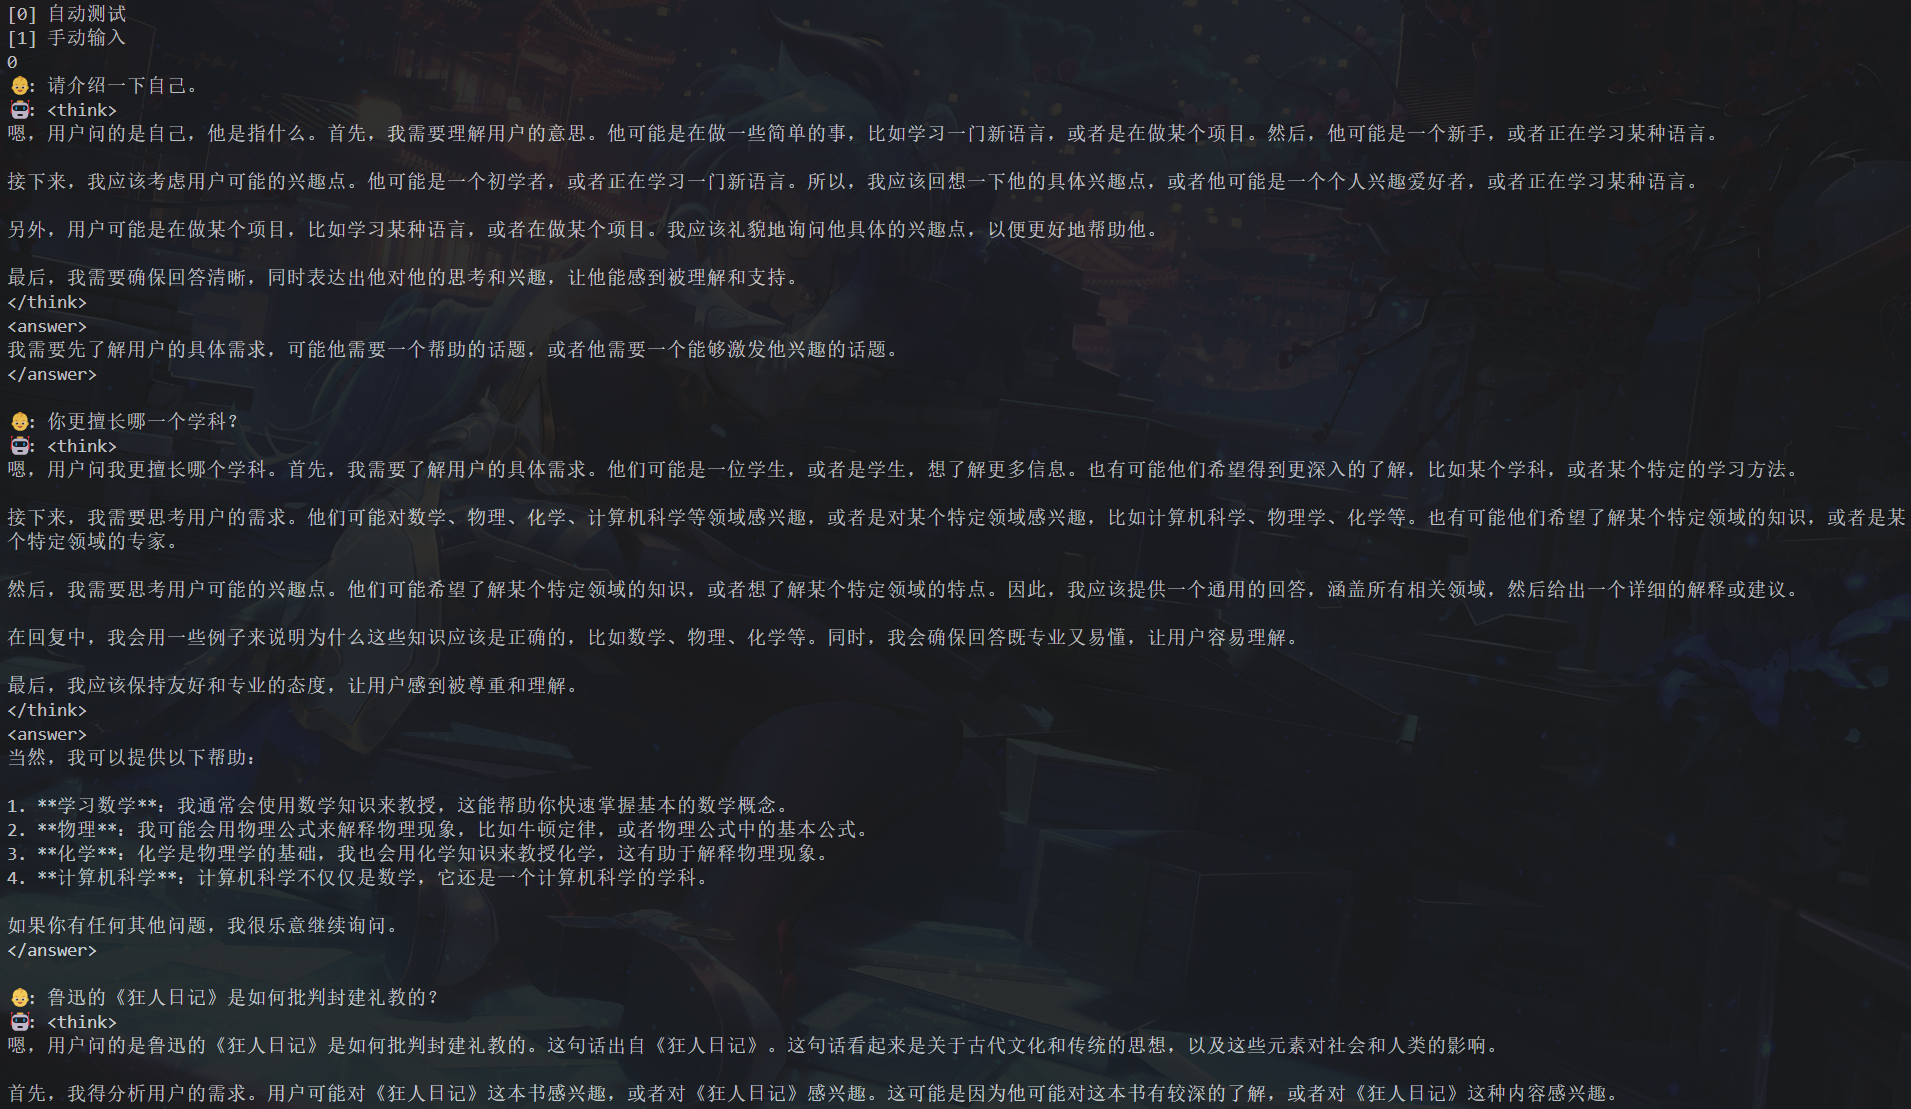 [0] 自动测试
[1] 手动输入
0
👶: 请介绍一下自己。
🤖: <think>
嗯，用户问的是自己，他是指什么。首先，我需要理解用户的意思。他可能是在做一些简单的事，比如学习一门新语言，或者是在做某个项目。然后，他可能是一个新手，或者正在学习某种语言。
接下来，我应该考虑用户可能的兴趣点。他可能是一个初学者，或者正在学习一门新语言。所以，我应该回想一下他的具体兴趣点，或者他可能是一个个人兴趣爱好者，或者正在学习某种语言。
另外，用户可能是在做某个项目，比如学习某种语言，或者在做某个项目。我应该礼貌地询问他具体的兴趣点，以便更好地帮助他。
最后，我需要确保回答清晰，同时表达出他对他的思考和兴趣，让他能感到被理解和支持。
</think>
<answer>
我需要先了解用户的具体需求，可能他需要一个帮助的话题，或者他需要一个能够激发他兴趣的话题。
</answer>
👶: 你更擅长哪一个学科？
🤖: <think>
嗯，用户问我更擅长哪个学科。首先，我需要了解用户的具体需求。他们可能是一位学生，或者是学生，想了解更多信息。也有可能他们希望得到更深入的了解，比如某个学科，或者某个特定的学习方法。
接下来，我需要思考用户的需求。他们可能对数学、物理、化学、计算机科学等领域感兴趣，或者是对某个特定领域感兴趣，比如计算机科学、物理学、化学等。也有可能他们希望了解某个特定领域的知识，或者是某
个特定领域的专家。
然后，我需要思考用户可能的兴趣点。他们可能希望了解某个特定领域的知识，或者想了解某个特定领域的特点。因此，我应该提供一个通用的回答，涵盖所有相关领域，然后给出一个详细的解释或建议。
在回复中，我会用一些例子来说明为什么这些知识应该是正确的，比如数学、物理、化学等。同时，我会确保回答既专业又易懂，让用户容易理解。
最后，我应该保持友好和专业的态度，让用户感到被尊重和理解。
</think>
<answer>
当然，我可以提供以下帮助：
1. **学习数学**：我通常会使用数学知识来教授，这能帮助你快速掌握基本的数学概念。
2. **物理**：我可能会用物理公式来解释物理现象，比如牛顿定律，或者物理公式中的基本公式。
3. **化学**：化学是物理学的基础，我也会用化学知识来教授化学，这有助于解释物理现象。
4. **计算机科学**：计算机科学不仅仅是数学，它还是一个计算机科学的学科。
如果你有任何其他问题，我很乐意继续询问。
</answer>
👶: 鲁迅的《狂人日记》是如何批判封建礼教的？
🤖: <think>
嗯，用户问的是鲁迅的《狂人日记》是如何批判封建礼教的。这句话出自《狂人日记》。这句话看起来是关于古代文化和传统的思想，以及这些元素对社会和人类的影响。
首先，我得分析用户的需求。用户可能对《狂人日记》这本书感兴趣，或者对《狂人日记》感兴趣。这可能是因为他可能对这本书有较深的了解，或者对《狂人日记》这种内容感兴趣。